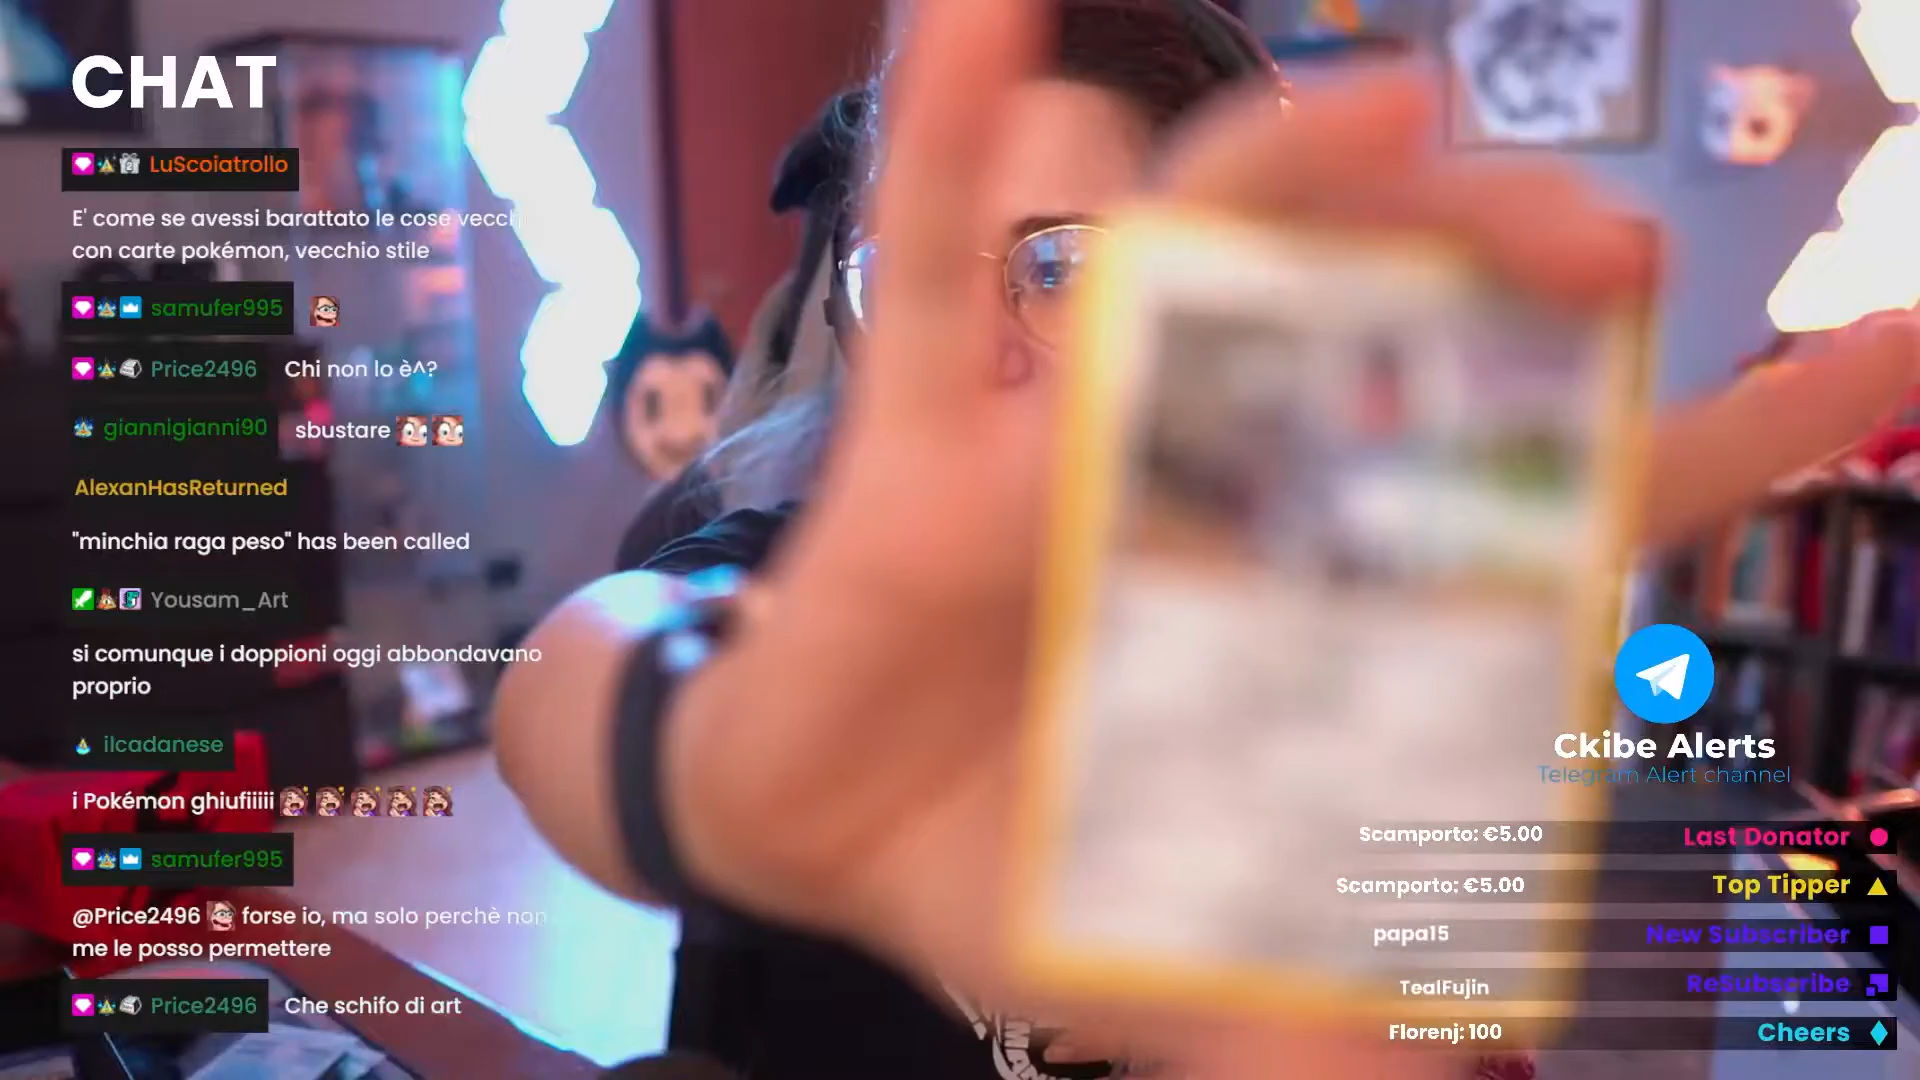 CHAT
LuScoiatrollo
E' come se avessi barattato le cose vecch
con carte pokémon, vecchio stile
samufer995
Price2496 Chi non lo è^?
giannigianni90 sbustare
AlexanHasReturned
"minchia raga peso" has been called
Yousam_Art
si comunque i doppioni oggi abbondavano
proprio
ilcadanese
i Pokémon ghiufiiiii
samufer995
@Price2496 forse io, ma solo perchè non
me le posso permettere
Price2496 Che schifo di art
Ckibe Alerts
Telegram Alert channel
Scamporto: €5.00 Last Donator
Scamporto: €5.00 Top Tipper
papa15 New Subscriber
TealFujin ReSubscribe
Florenj: 100 Cheers